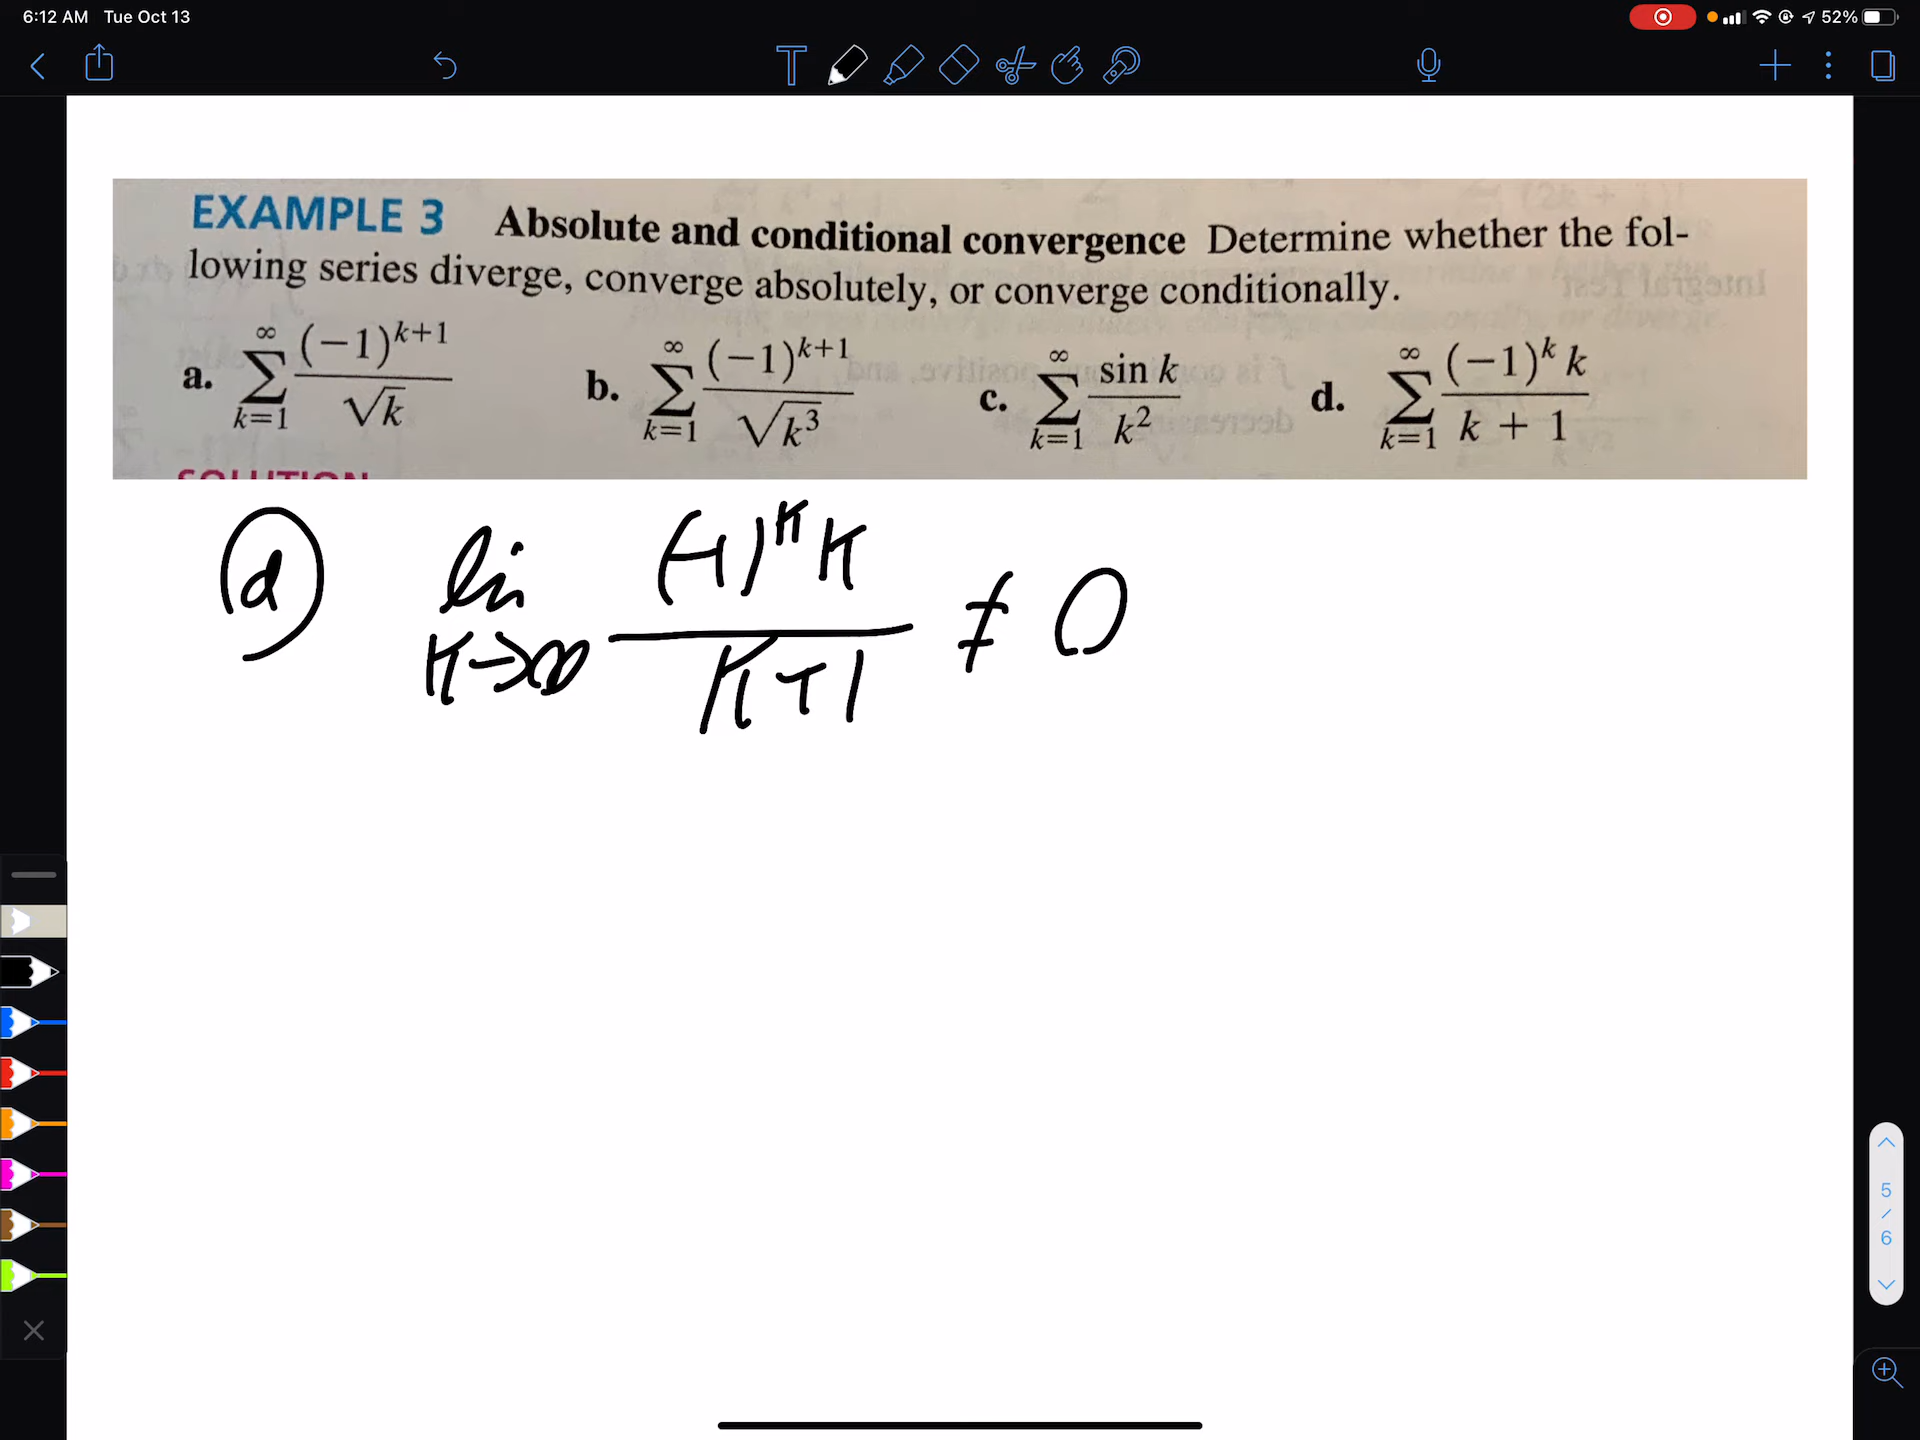 6:12 AM Tue Oct 13
52%
EXAMPLE 3 Absolute and conditional convergence Determine whether the fol-
lowing series diverge, converge absolutely, or converge conditionally.
a. ∞ ∑ k=1 (−1)^{k+1} / √k b. ∞ ∑ k=1 (−1)^{k+1} / √k³ c. ∞ ∑ k=1 sin k / k² d. ∞ ∑ k=1 (−1)^k k / k + 1
SOLUTION
(d) lim K→∞ (-1)^K K / K+1 ≠ 0
5
/
6